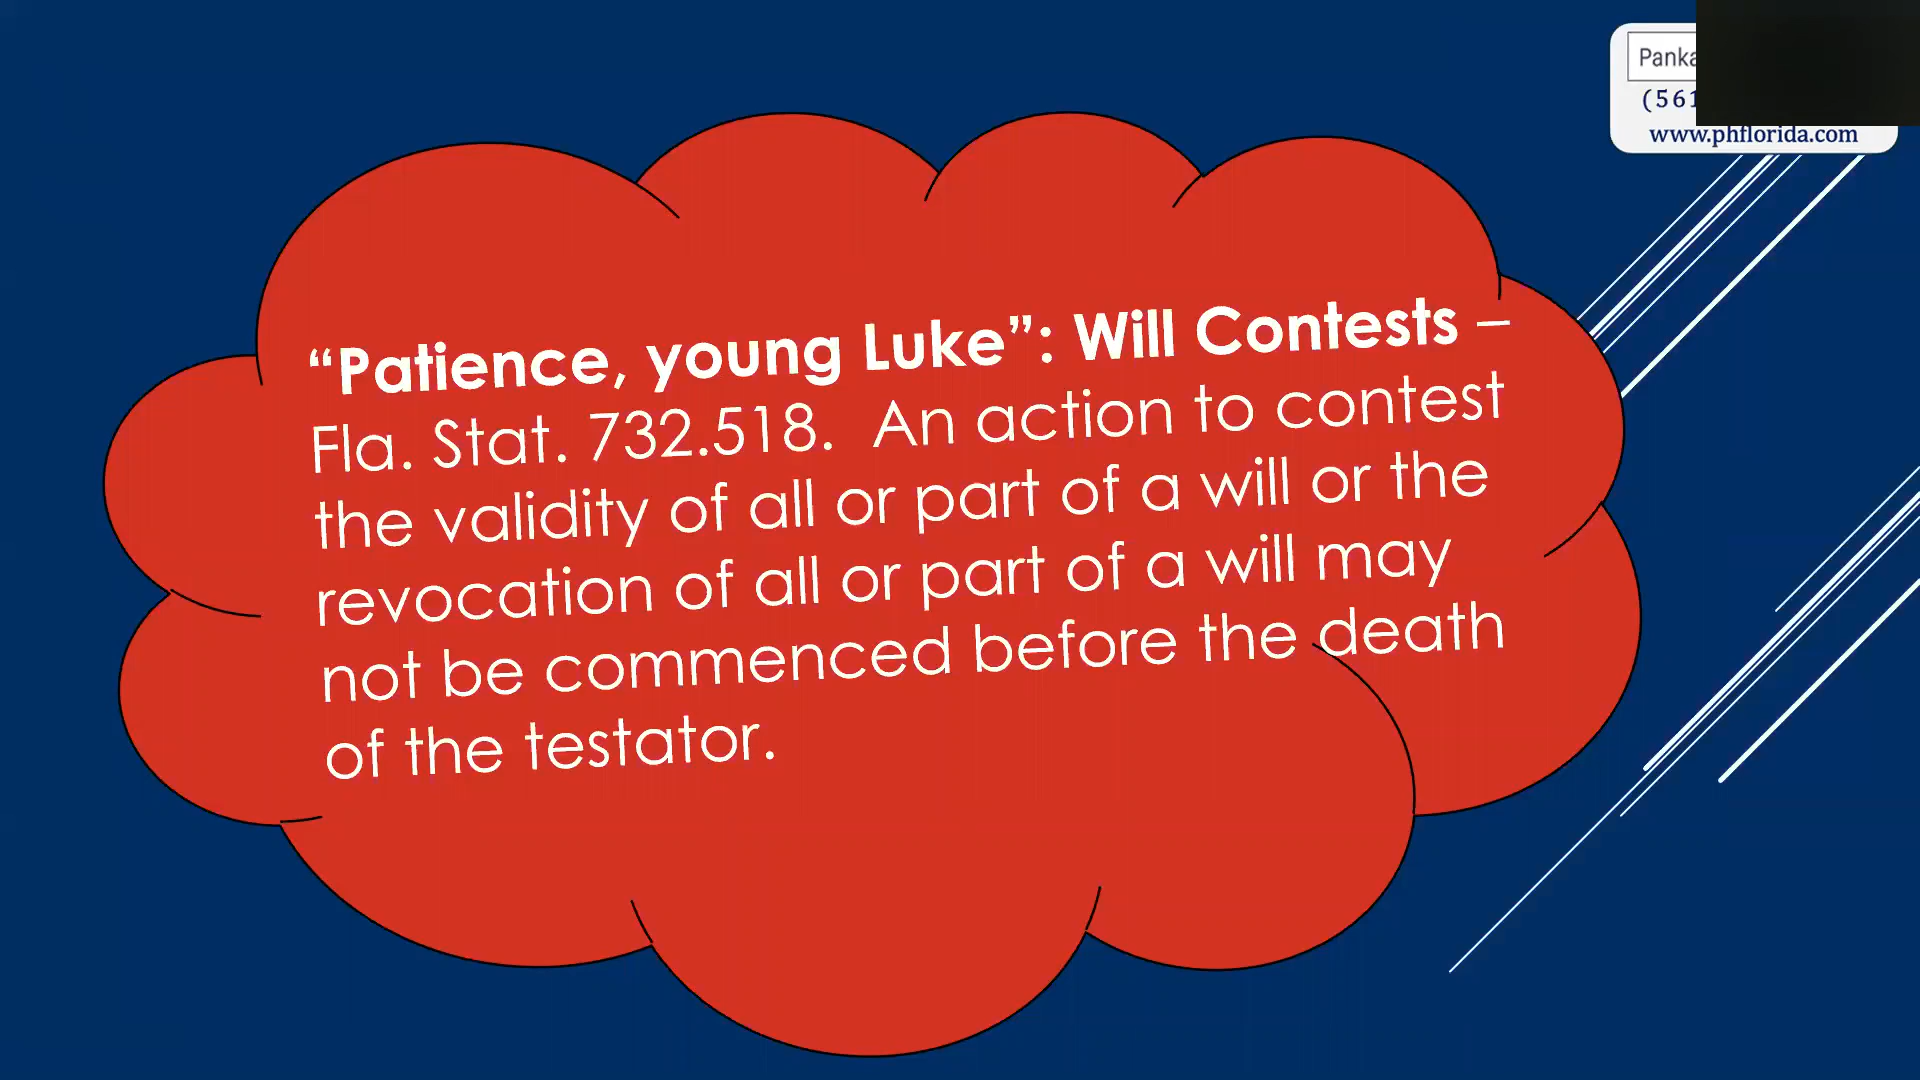 (561
www.phflorida.com
“Patience, young Luke”: Will Contests –
Fla. Stat. 732.518. An action to contest
the validity of all or part of a will or the
revocation of all or part of a will may
not be commenced before the death
of the testator.